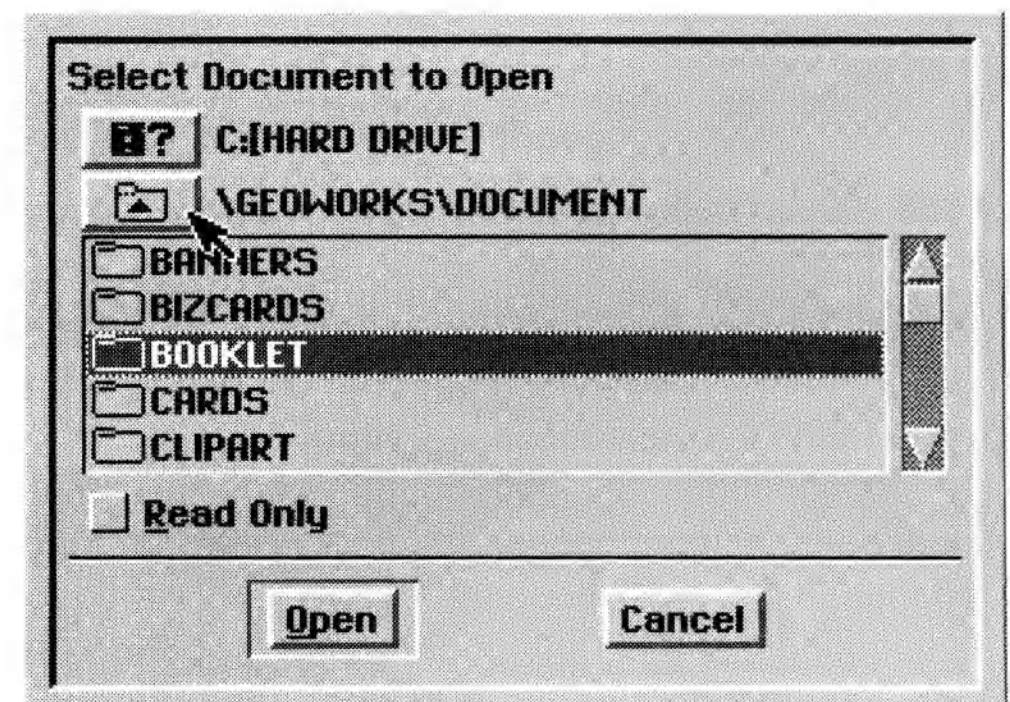 Select Document to Open
? C:[HARD DRIVE]
\GEOWORKS\DOCUMENT
BANNERS
BIZCARDS
BOOKLET
CARDS
CLIPART
Read Only
Open Cancel